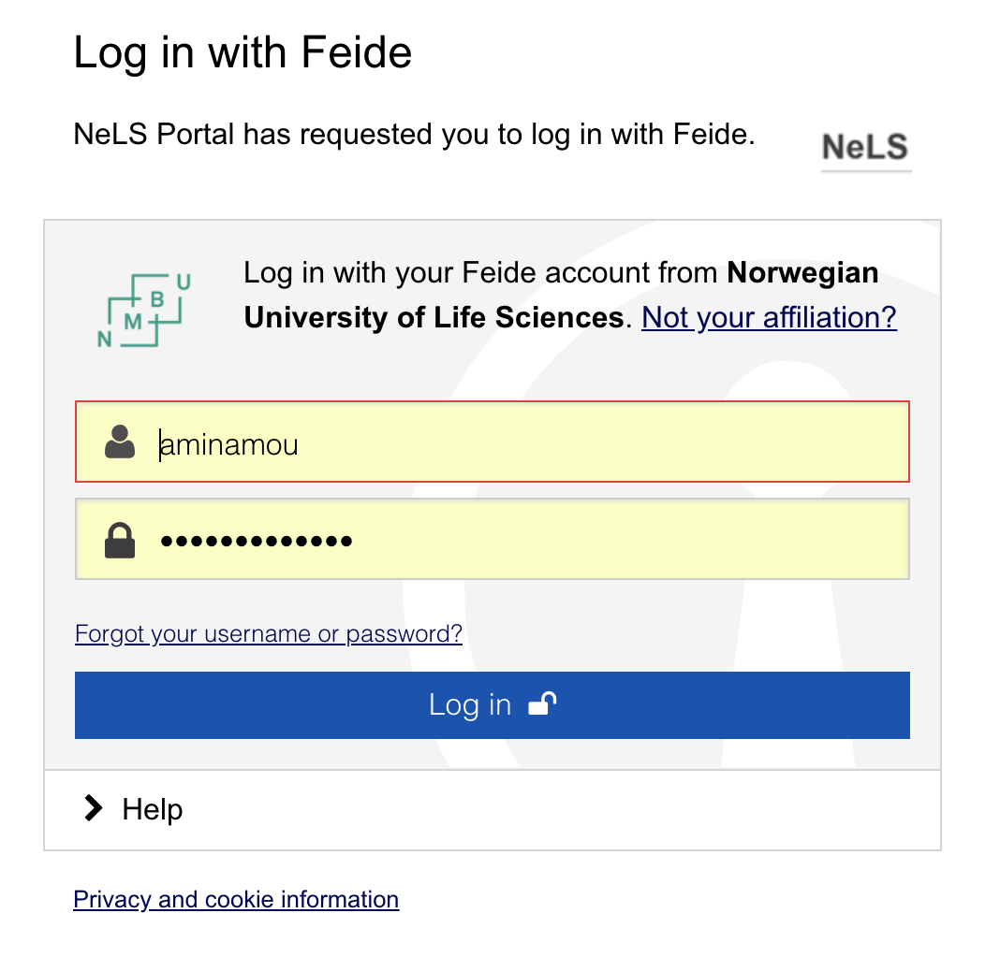 Log in with Feide
NeLS Portal has requested you to log in with Feide.
NeLS
N M B U
Log in with your Feide account from Norwegian
University of Life Sciences. Not your affiliation?
aminamou
•••••••••••••
Forgot your username or password?
Log in
Help
Privacy and cookie information